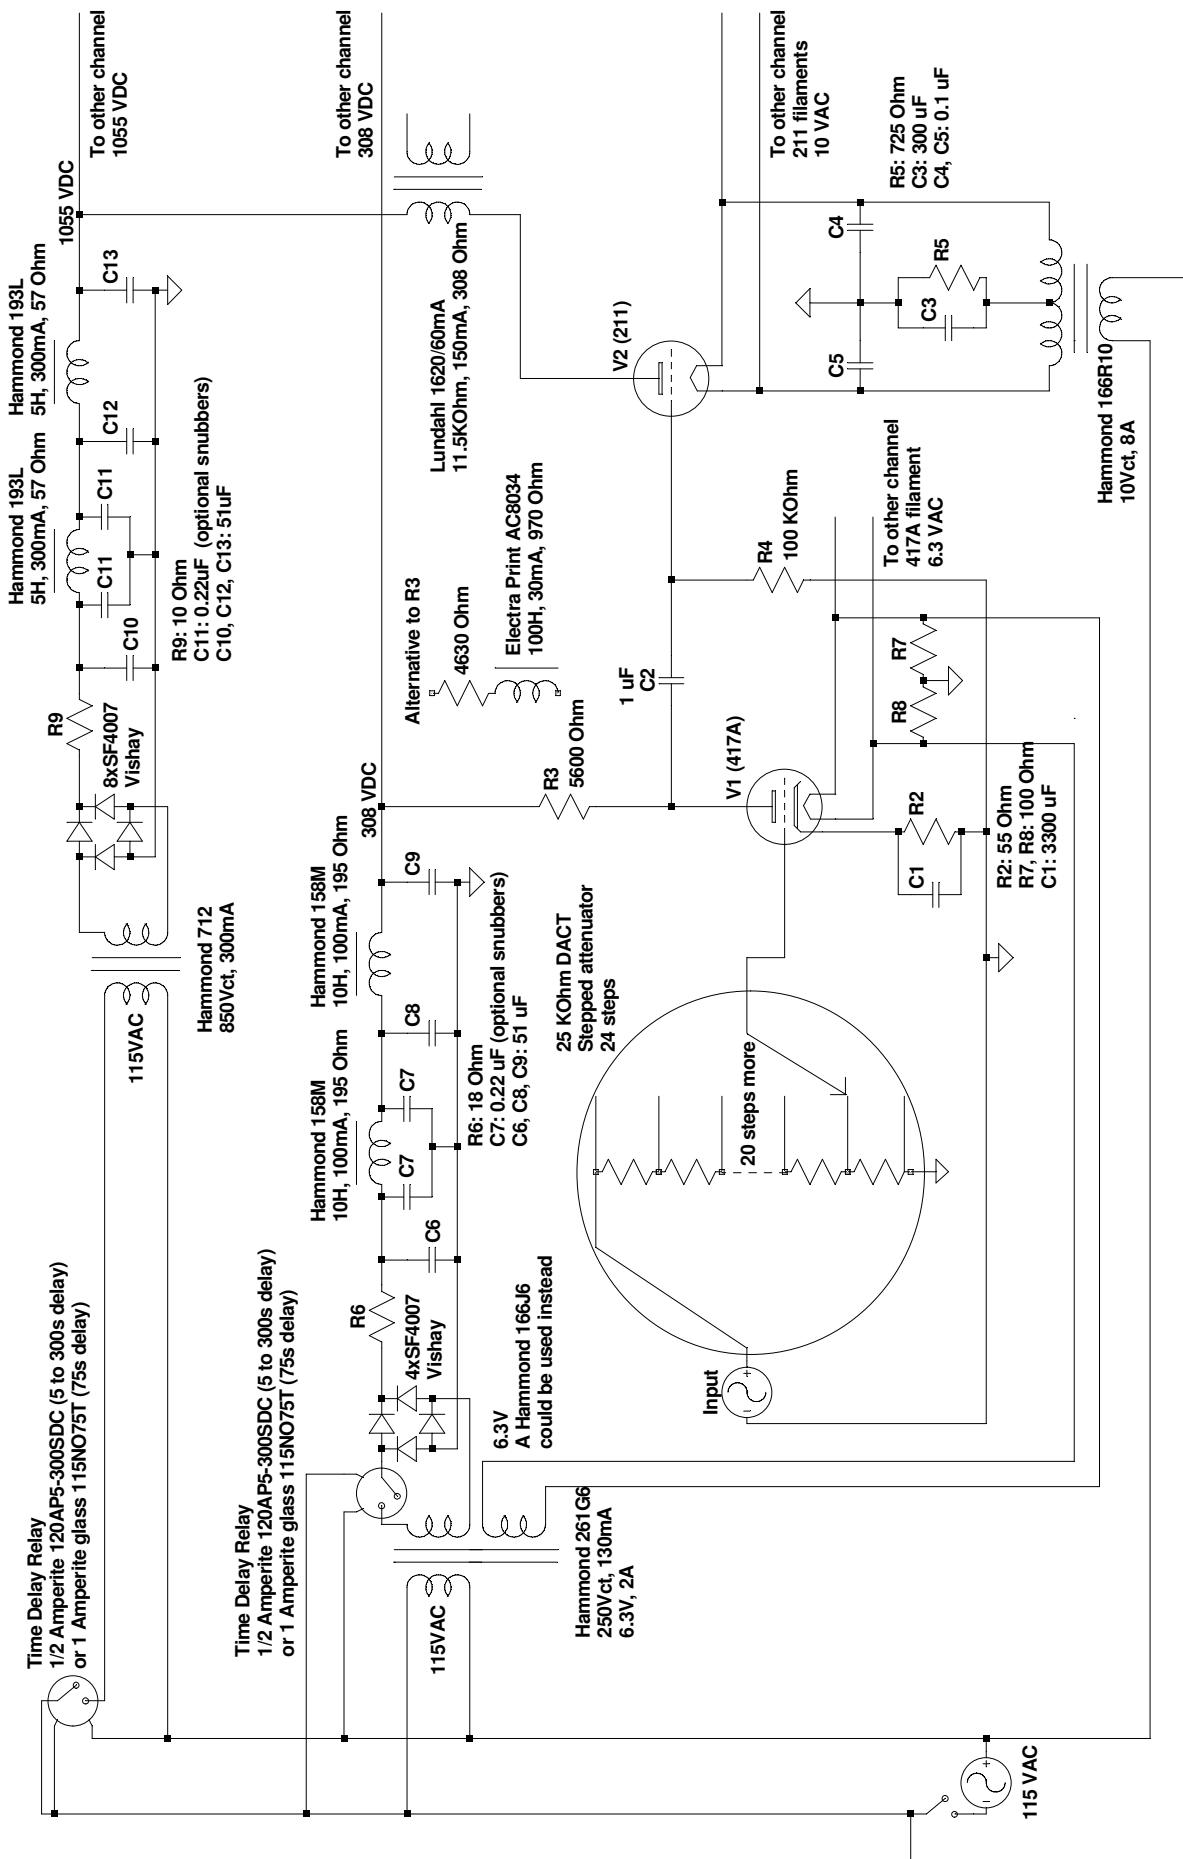 Time Delay Relay
1/2 Amperite 120AP5-300SDC (5 to 300s delay)
or 1 Amperite glass 115NO75T (75s delay)
115VAC
Hammond 712
850Vct, 300mA
8xSF4007
Vishay
R9
C10
Hammond 193L
5H, 300mA, 57 Ohm
C11
C11
C12
Hammond 193L
5H, 300mA, 57 Ohm
C13
R9: 10 Ohm
C11: 0.22uF (optional snubbers)
C10, C12, C13: 51uF
1055 VDC
To other channel
1055 VDC
Time Delay Relay
1/2 Amperite 120AP5-300SDC (5 to 300s delay)
or 1 Amperite glass 115NO75T (75s delay)
115VAC
Hammond 261G6
250Vct, 130mA
6.3V, 2A
6.3V
A Hammond 166J6
could be used instead
4xSF4007
Vishay
R6
C6
Hammond 158M
10H, 100mA, 195 Ohm
C7
C7
C8
Hammond 158M
10H, 100mA, 195 Ohm
C9
R6: 18 Ohm
C7: 0.22 uF (optional snubbers)
C6, C8, C9: 51 uF
308 VDC
To other channel
308 VDC
Alternative to R3
4630 Ohm
Electra Print AC8034
100H, 30mA, 970 Ohm
Lundahl 1620/60mA
11.5KOhm, 150mA, 308 Ohm
R3
5600 Ohm
1 uF
C2
V2 (211)
Input
25 KOhm DACT
Stepped attenuator
24 steps
20 steps more
V1 (417A)
R4
100 KOhm
C1
R2
R2: 55 Ohm
R7, R8: 100 Ohm
C1: 3300 uF
R8
R7
To other channel
417A filament
6.3 VAC
To other channel
211 filaments
10 VAC
C5
C4
C3
R5
R5: 725 Ohm
C3: 300 uF
C4, C5: 0.1 uF
Hammond 166R10
10Vct, 8A
115 VAC